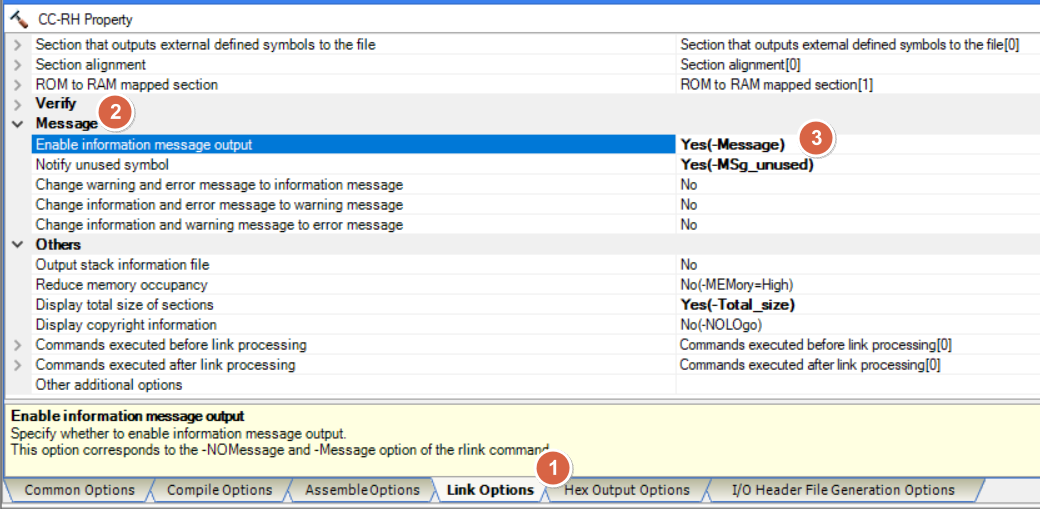 CC-RH Property
Section that outputs external defined symbols to the file Section that outputs external defined symbols to the file[0]
Section alignment Section alignment[0]
ROM to RAM mapped section ROM to RAM mapped section[1]
Verify
2
Message
Enable information message output Yes(-Message) 3
Notify unused symbol Yes(-MSg_unused)
Change warning and error message to information message No
Change information and error message to warning message No
Change information and warning message to error message No
Others
Output stack information file No
Reduce memory occupancy No(-MEMory=High)
Display total size of sections Yes(-Total_size)
Display copyright information No(-NOLOgo)
Commands executed before link processing Commands executed before link processing[0]
Commands executed after link processing Commands executed after link processing[0]
Other additional options
Enable information message output
Specify whether to enable information message output.
This option corresponds to the -NOMessage and -Message option of the rlink command
1
Common Options Compile Options Assemble Options Link Options Hex Output Options I/O Header File Generation Options